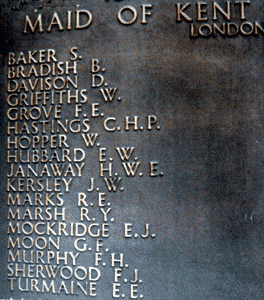 MAID OF KENT
LONDON
BAKER S.
BRADISH B.
DAVISON D.
GRIFFITHS W.
GROVE F.E.
HASTINGS C.H.P.
HOPPER W.
HUBBARD E.W.
JANAWAY H.W.E.
KERSLEY J.W.
MARKS R.E.
MARSH R.Y.
MOCKRIDGE E.J.
MOON G.F.
MURPHY F.H.
SHERWOOD F.J.
TURMAINE E.E.